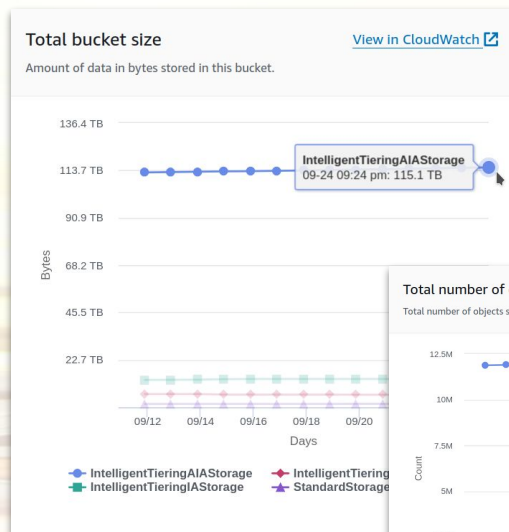 Total bucket size
View in CloudWatch
Amount of data in bytes stored in this bucket.
136.4 TB
IntelligentTieringAIAStorage
09-24 09:24 pm: 115.1 TB
113.7 TB
90.9 TB
68.2 TB
45.5 TB
22.7 TB
Bytes
09/12 09/14 09/16 09/18 09/20
Days
IntelligentTieringAIAStorage
IntelligentTiering
IntelligentTieringIAStorage
StandardStorage
Total number of
Total number of objects s
12.5M
10M
7.5M
5M
Count